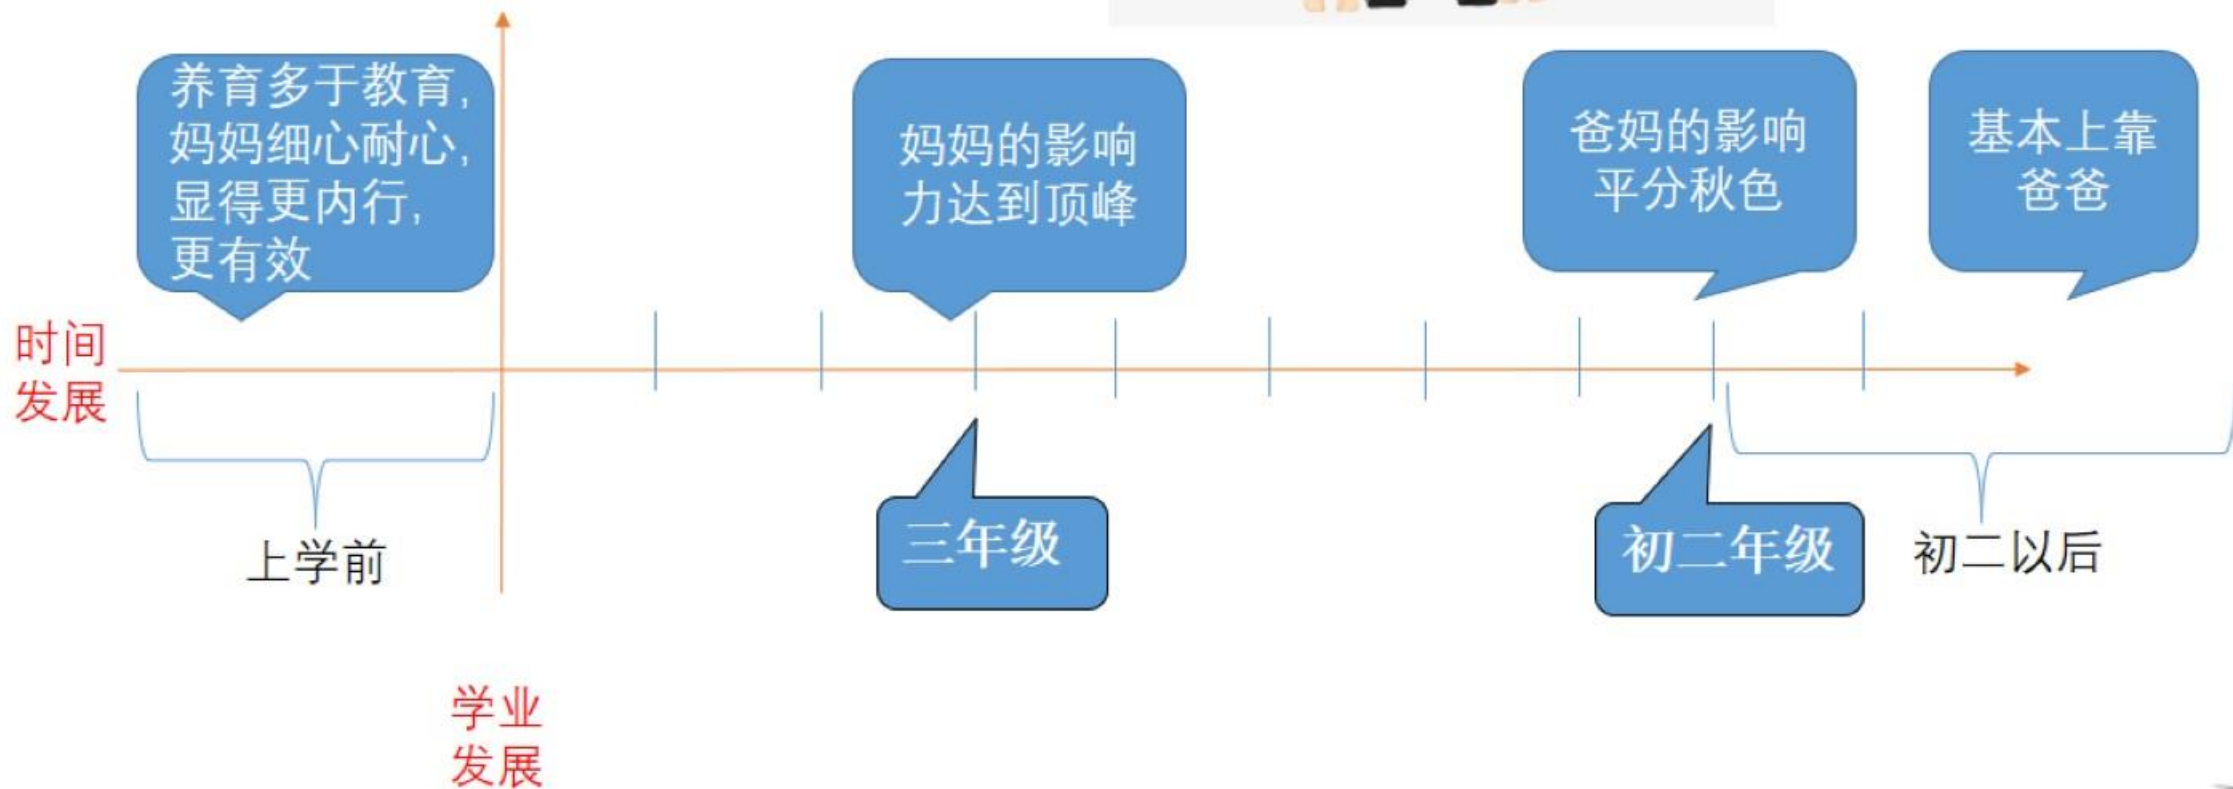 养育多于教育,
妈妈细心耐心,
显得更内行,
更有效
妈妈的影响
力达到顶峰
爸妈的影响
平分秋色
基本上靠
爸爸
时间
发展
上学前
三年级
初二年级
初二以后
学业
发展